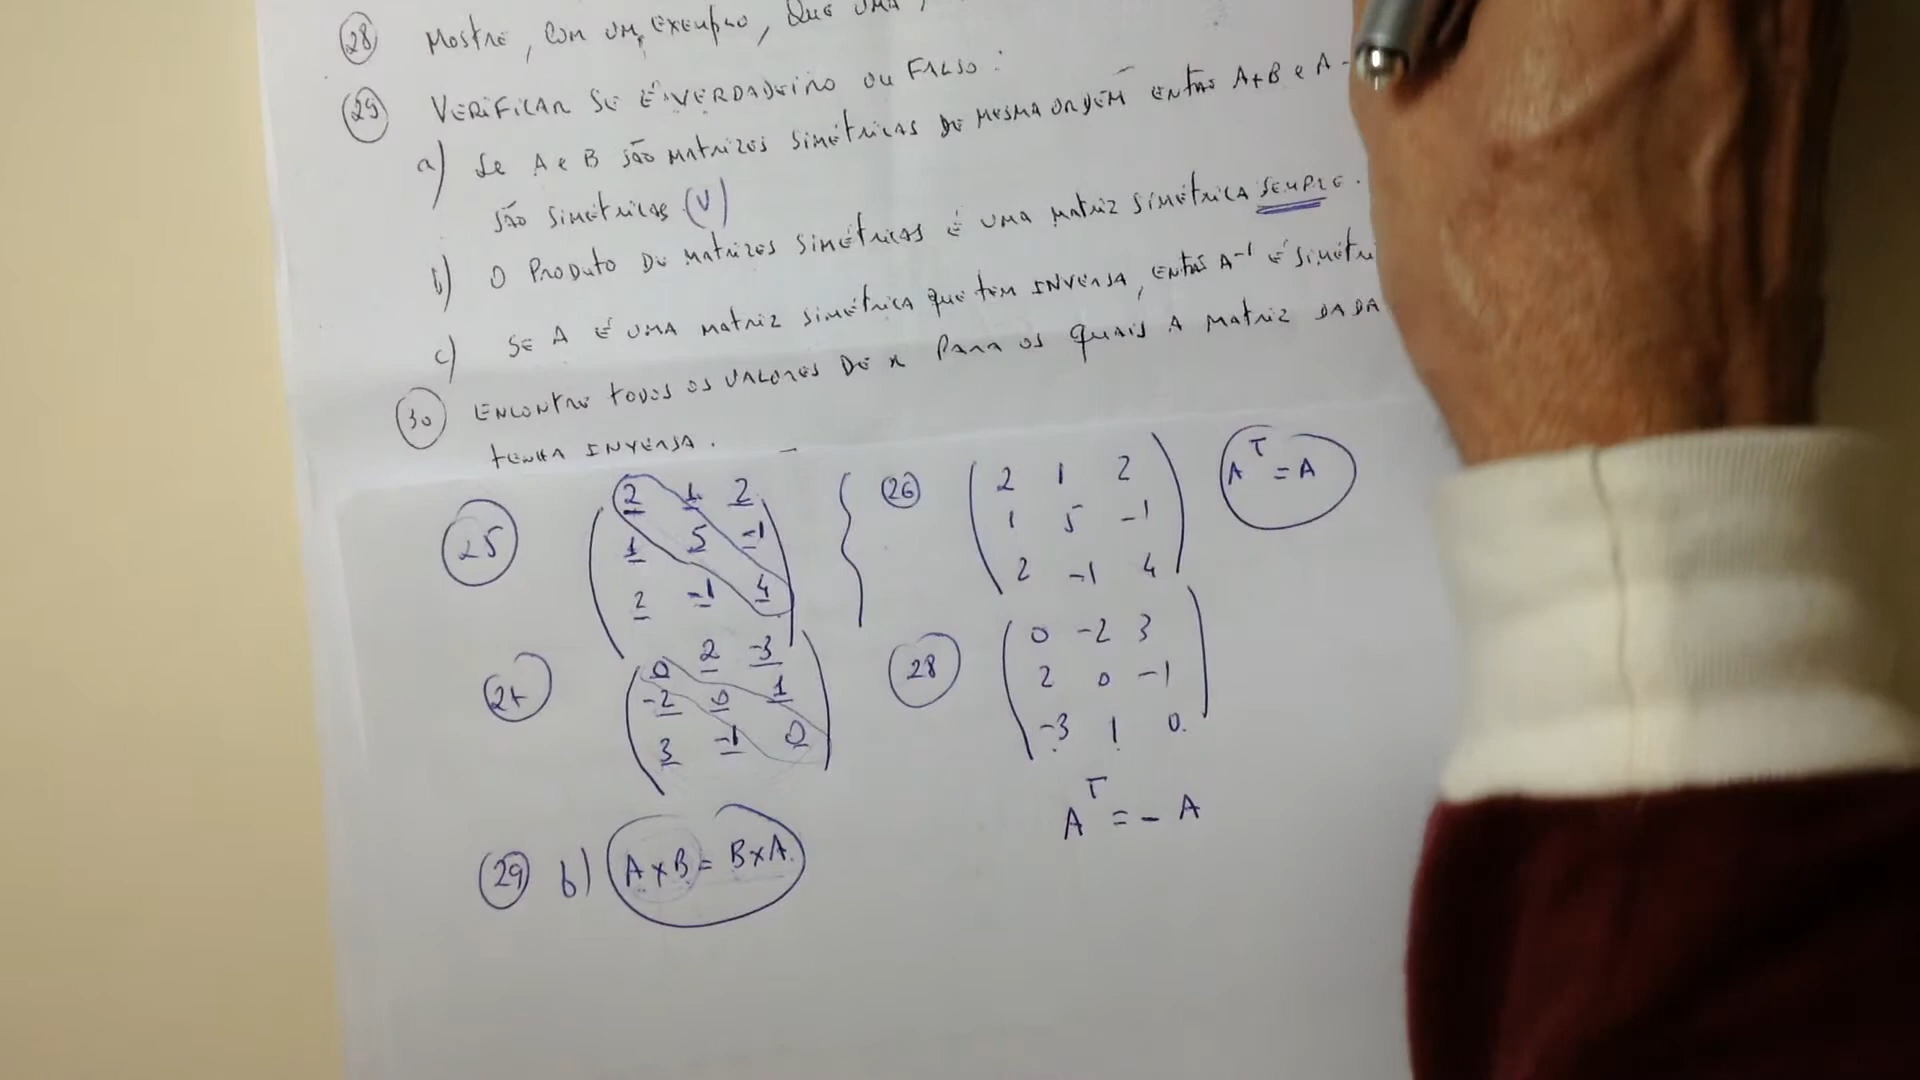 28 Mostre, com um exemplo, que uma
29 VERIFICAR SE É VERDADEIRO OU FALSO:
a) Se A e B são matrizes simétricas de mesma ordem então A+B e A -
são simétricas (V)
b) O Produto de matrizes simétricas é uma matriz simétrica sempre.
c) SE A É UMA matriz simétrica que tem INVERSA, então A⁻¹ é simétri
30 ENCONTRE todos os valores de x para os quais a matriz dada
tenha inversa.
25 ( 2 1 2 26 ( 2 1 2 ) Aᵀ = A
1 5 -1 1 5 -1
2 -1 4 ) 2 -1 4 )
27 ( 0 2 -3 28 ( 0 -2 3
-2 0 1 2 0 -1
3 -1 0 ) -3 1 0 )
Aᵀ = - A
29 b) A x B = B x A